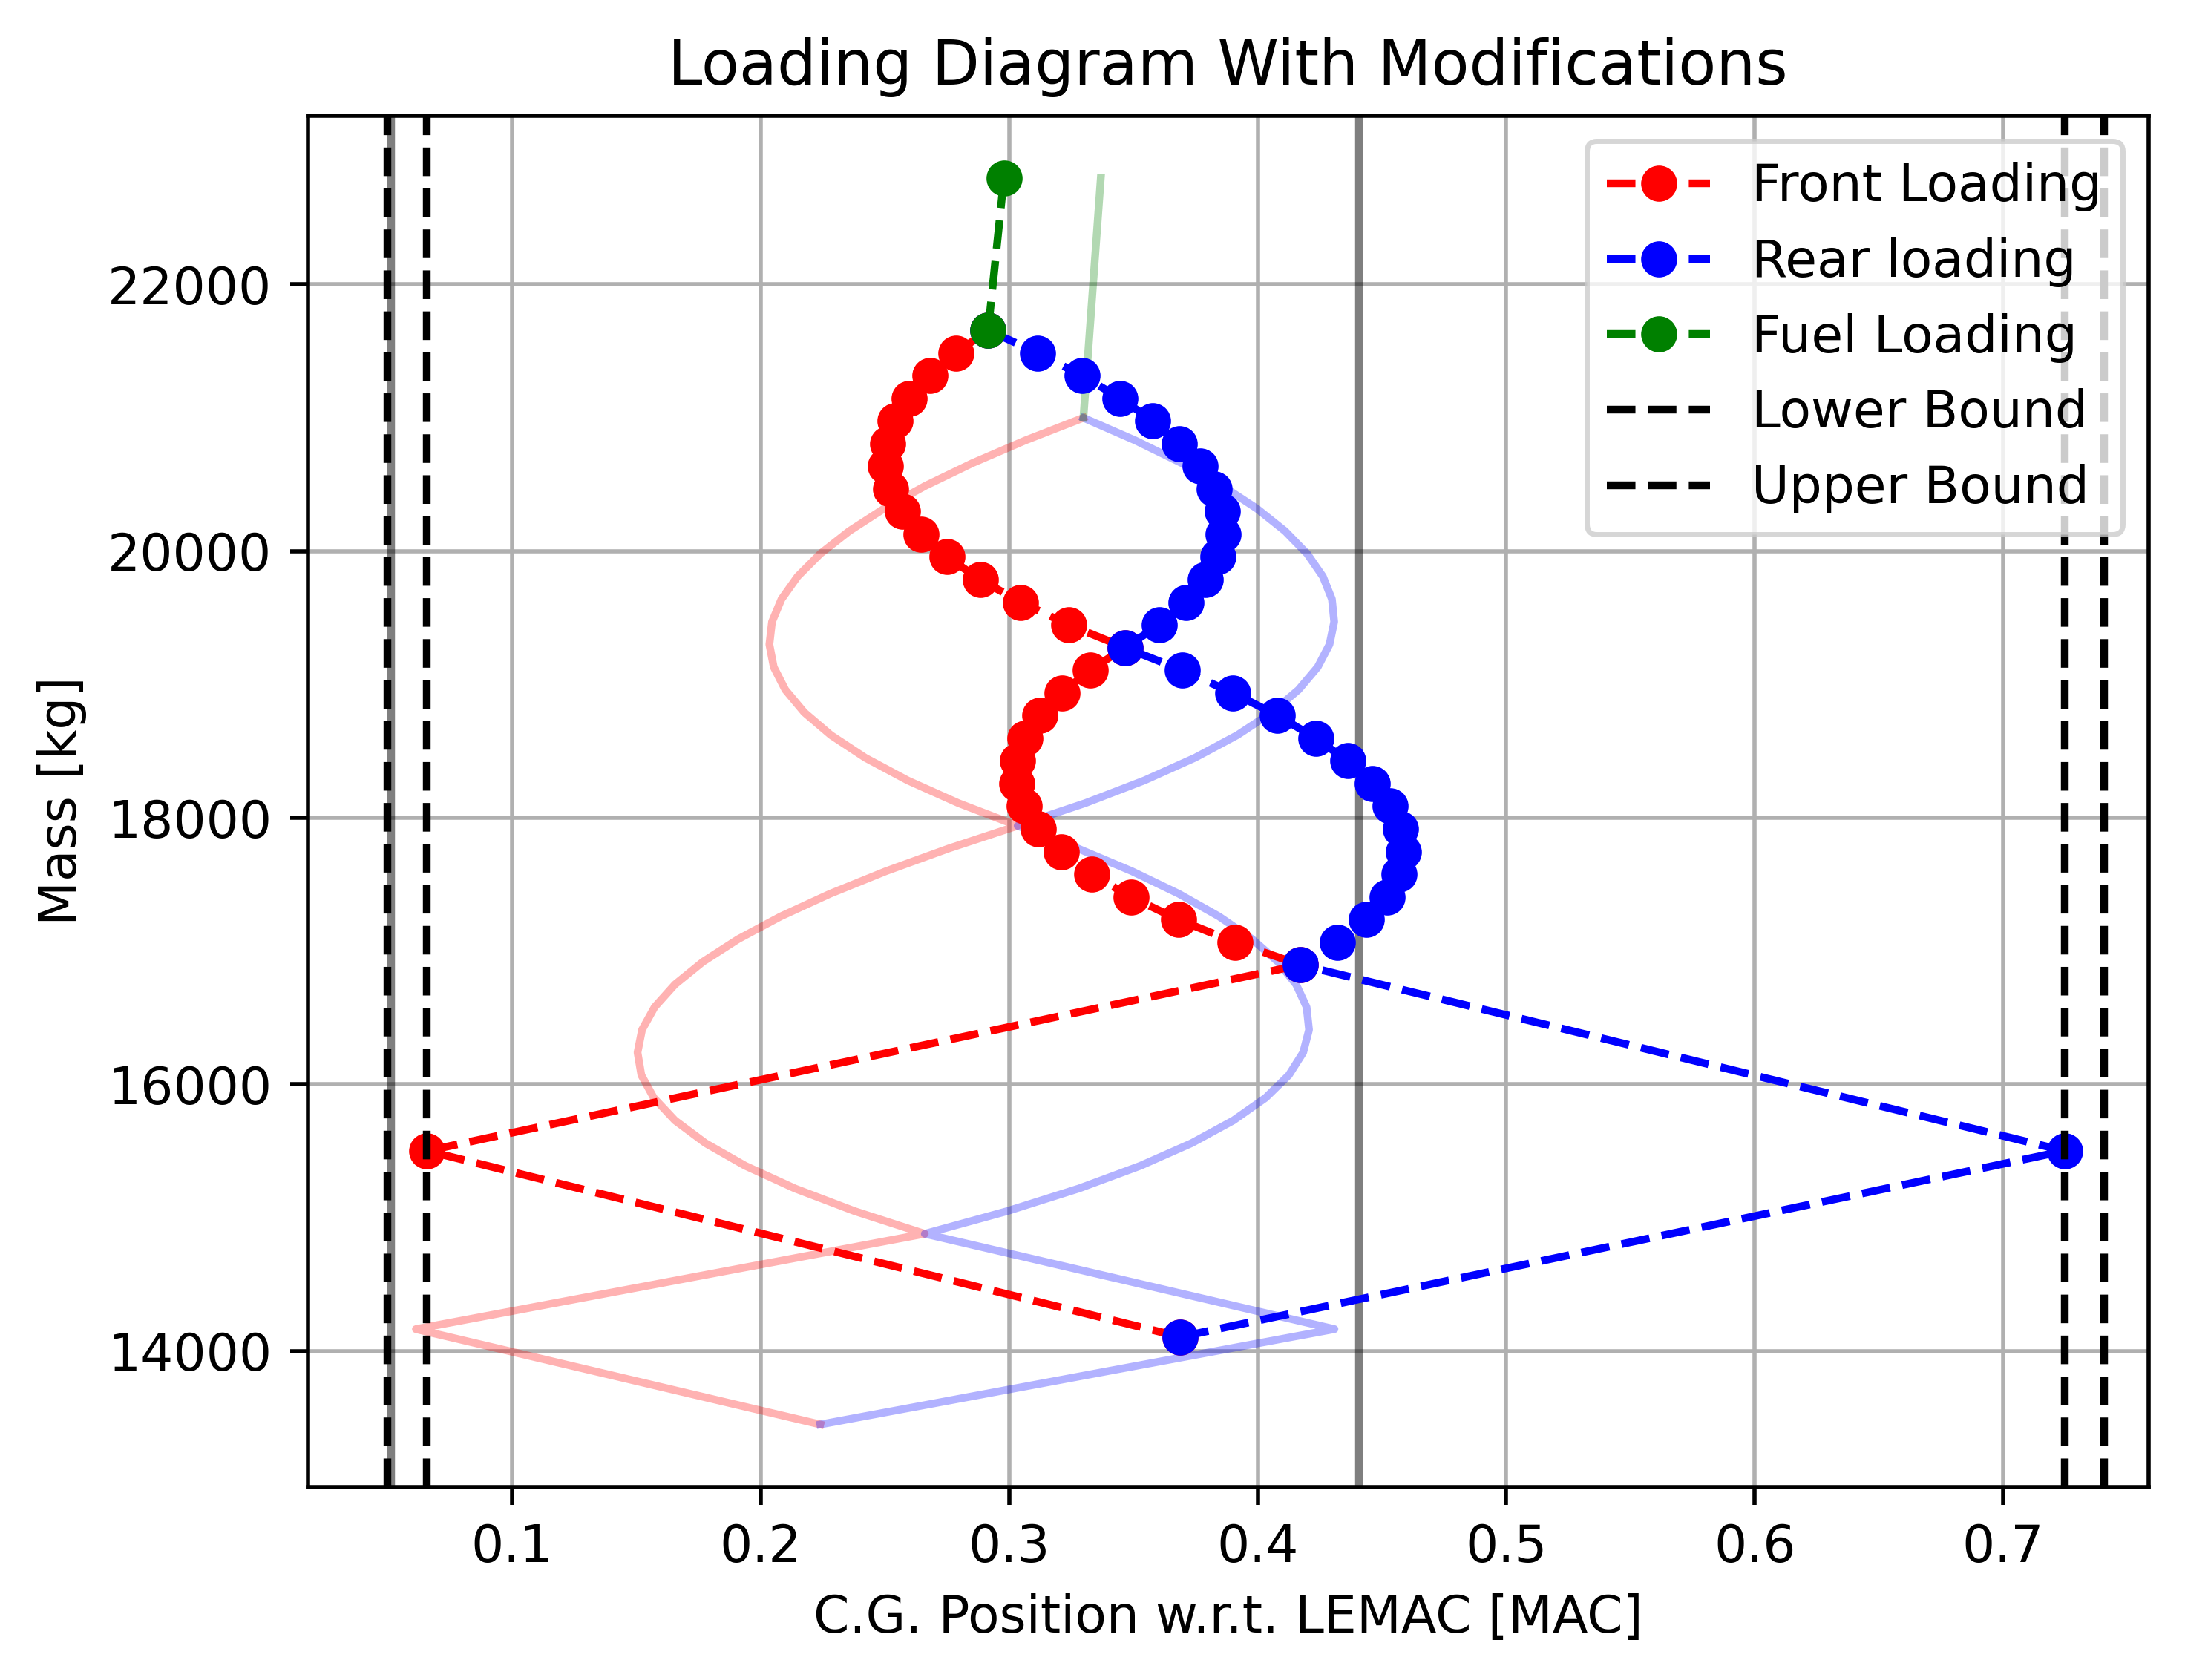 Loading Diagram With Modifications
Front Loading
Rear loading
Fuel Loading
Lower Bound
Upper Bound
Mass [kg]
22000
20000
18000
16000
14000
0.1 0.2 0.3 0.4 0.5 0.6 0.7
C.G. Position w.r.t. LEMAC [MAC]